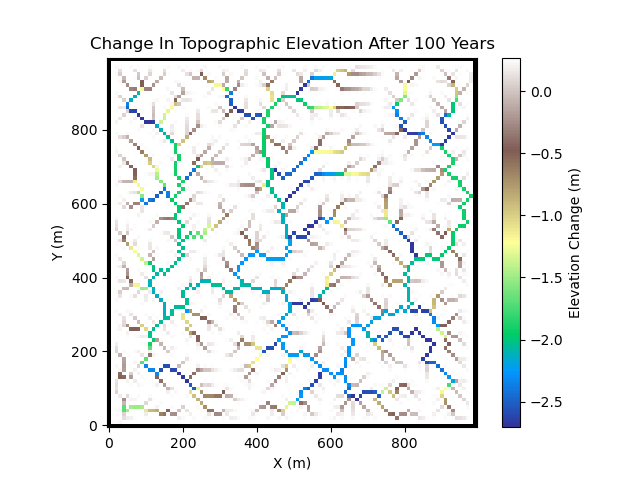 Change In Topographic Elevation After 100 Years
0.0
−0.5
−1.0
−1.5
−2.0
−2.5
Elevation Change (m)
800
600
400
200
0
Y (m)
0 200 400 600 800
X (m)